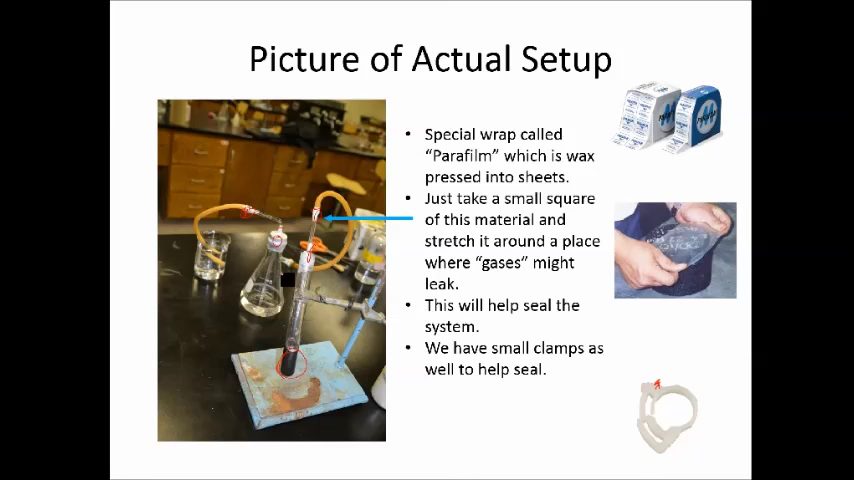 Picture of Actual Setup
• Special wrap called
“Parafilm” which is wax
pressed into sheets.
• Just take a small square
of this material and
stretch it around a place
where “gases” might
leak.
• This will help seal the
system.
• We have small clamps as
well to help seal.